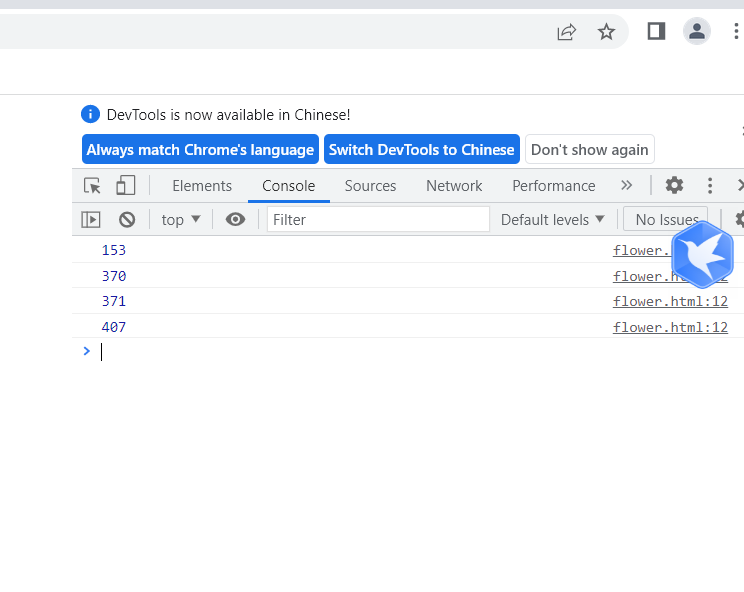 DevTools is now available in Chinese!
Always match Chrome's language Switch DevTools to Chinese Don't show again
Elements Console Sources Network Performance
top Filter Default levels No Issues
153 flower.
370 flower.html:12
371 flower.html:12
407 flower.html:12